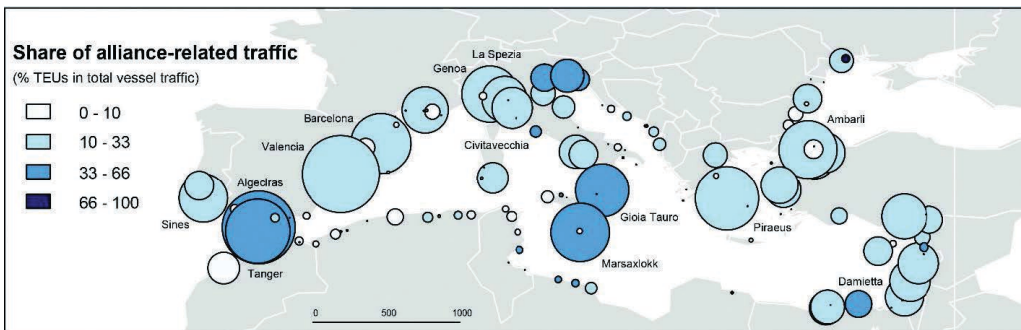 Share of alliance-related traffic
(% TEUs in total vessel traffic)
0 - 10
10 - 33
33 - 66
66 - 100
La Spezia
Genoa
Barcelona
Valencia
Civitavecchia
Ambarli
Algeciras
Sines
Gioia Tauro
Piraeus
Tanger
Marsaxlokk
Damietta
0 500 1000